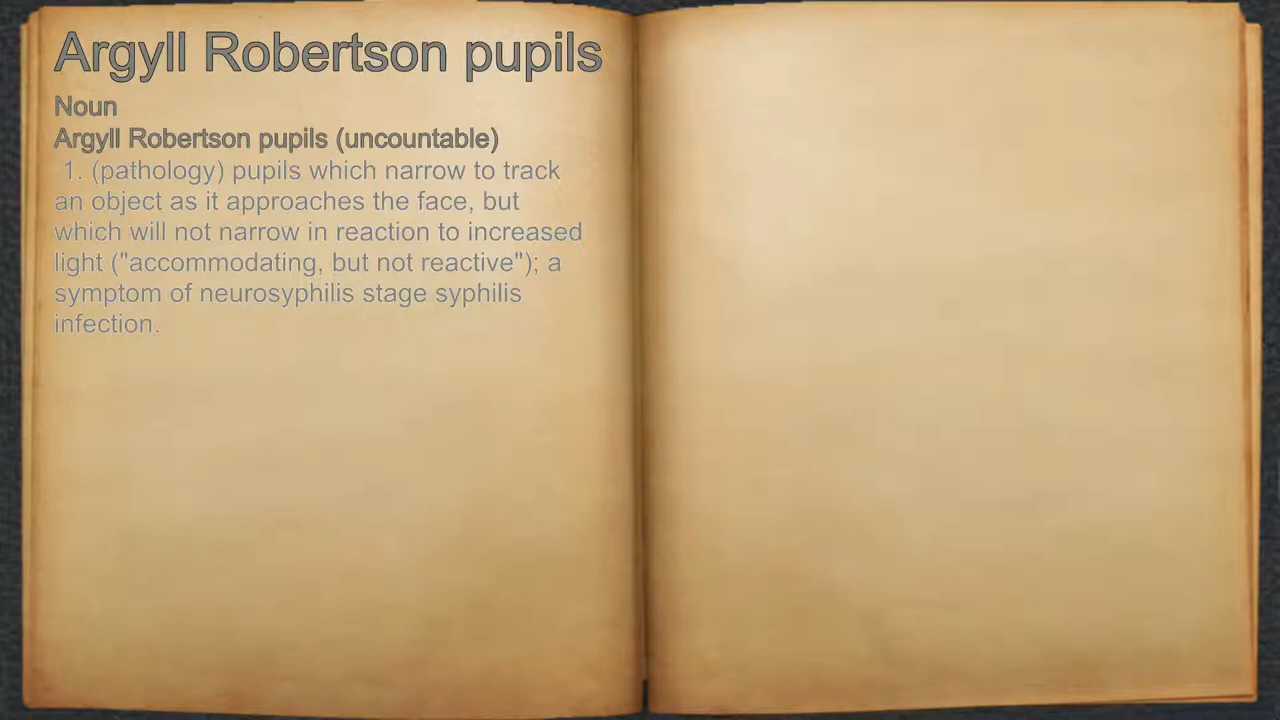 Argyll Robertson pupils
Noun
Argyll Robertson pupils (uncountable)
1. (pathology) pupils which narrow to track
an object as it approaches the face, but
which will not narrow in reaction to increased
light ("accommodating, but not reactive"); a
symptom of neurosyphilis stage syphilis
infection.